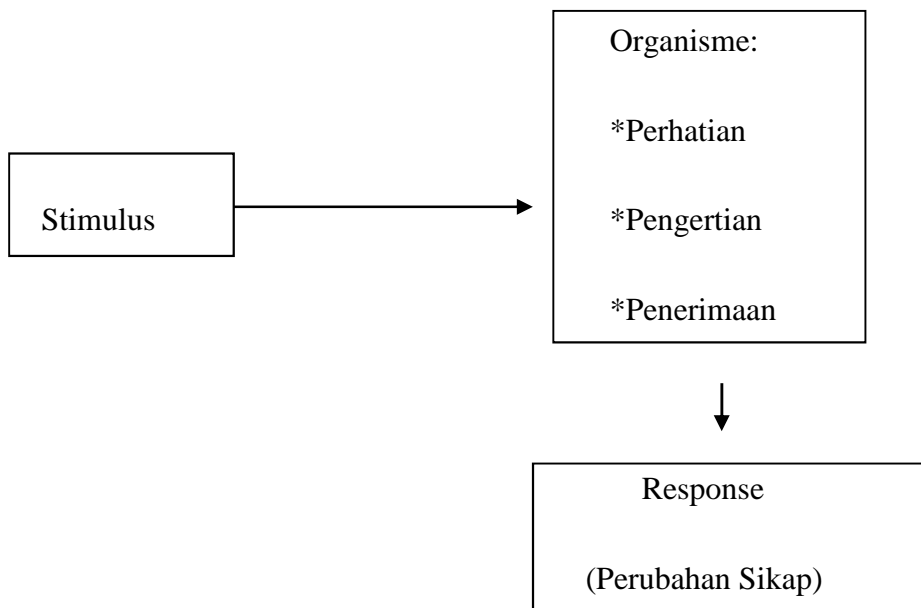 Stimulus
Organisme:
*Perhatian
*Pengertian
*Penerimaan
Response
(Perubahan Sikap)